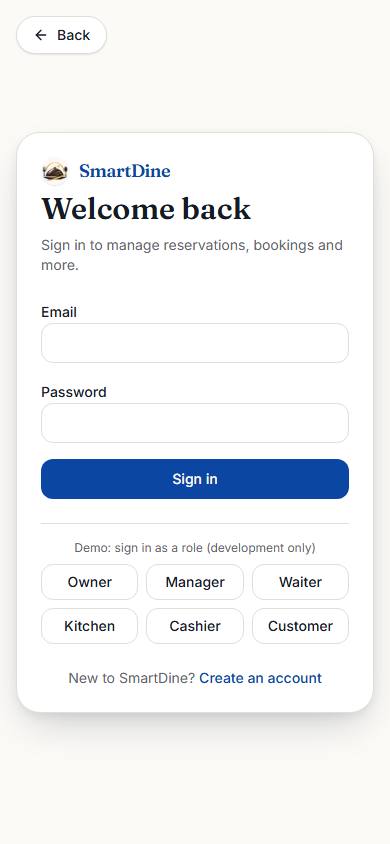 Back
SmartDine
Welcome back
Sign in to manage reservations, bookings and
more.
Email
Password
Sign in
Demo: sign in as a role (development only)
Owner Manager Waiter
Kitchen Cashier Customer
New to SmartDine? Create an account